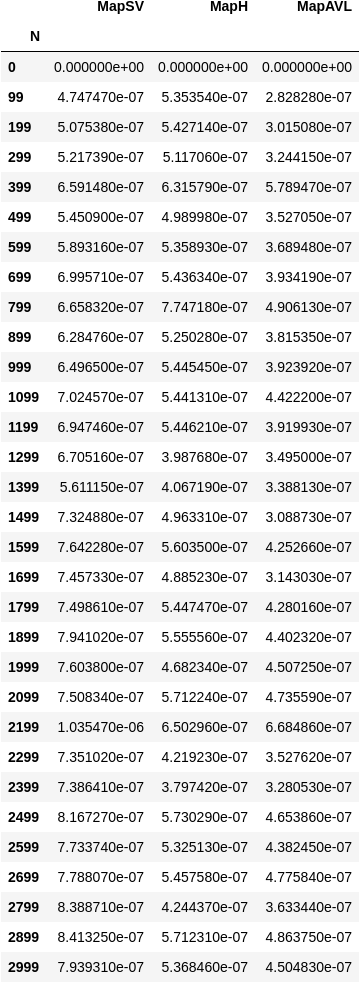 MapSV MapH MapAVL
N
0 0.000000e+00 0.000000e+00 0.000000e+00
99 4.747470e-07 5.353540e-07 2.828280e-07
199 5.075380e-07 5.427140e-07 3.015080e-07
299 5.217390e-07 5.117060e-07 3.244150e-07
399 6.591480e-07 6.315790e-07 5.789470e-07
499 5.450900e-07 4.989980e-07 3.527050e-07
599 5.893160e-07 5.358930e-07 3.689480e-07
699 6.995710e-07 5.436340e-07 3.934190e-07
799 6.658320e-07 7.747180e-07 4.906130e-07
899 6.284760e-07 5.250280e-07 3.815350e-07
999 6.496500e-07 5.445450e-07 3.923920e-07
1099 7.024570e-07 5.441310e-07 4.422200e-07
1199 6.947460e-07 5.446210e-07 3.919930e-07
1299 6.705160e-07 3.987680e-07 3.495000e-07
1399 5.611150e-07 4.067190e-07 3.388130e-07
1499 7.324880e-07 4.963310e-07 3.088730e-07
1599 7.642280e-07 5.603500e-07 4.252660e-07
1699 7.457330e-07 4.885230e-07 3.143030e-07
1799 7.498610e-07 5.447470e-07 4.280160e-07
1899 7.941020e-07 5.555560e-07 4.402320e-07
1999 7.603800e-07 4.682340e-07 4.507250e-07
2099 7.508340e-07 5.712240e-07 4.735590e-07
2199 1.035470e-06 6.502960e-07 6.684860e-07
2299 7.351020e-07 4.219230e-07 3.527620e-07
2399 7.386410e-07 3.797420e-07 3.280530e-07
2499 8.167270e-07 5.730290e-07 4.653860e-07
2599 7.733740e-07 5.325130e-07 4.382450e-07
2699 7.788070e-07 5.457580e-07 4.775840e-07
2799 8.388710e-07 4.244370e-07 3.633440e-07
2899 8.413250e-07 5.712310e-07 4.863750e-07
2999 7.939310e-07 5.368460e-07 4.504830e-07